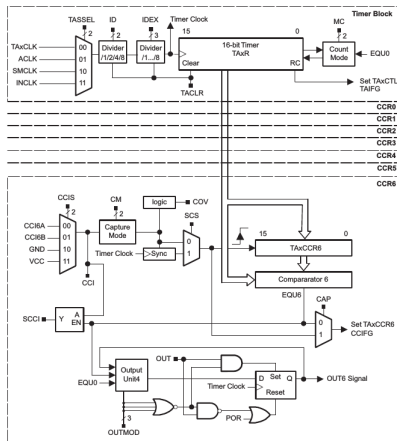 Timer Block
TASSEL
ID
IDEX
Timer Clock
MC
2
2
3
15
0
2
TAxCLK
ACLK
SMCLK
INCLK
00
01
10
11
Divider
/1/2/4/8
Divider
/1.../8
16-bit Timer
TAxR
Clear
RC
Count
Mode
EQU0
TACLR
Set TAxCTL
TAIFG
CCR0
CCR1
CCR2
CCR3
CCR4
CCR5
CCR6
CCIS
2
CM
2
logic
COV
SCS
CCI6A
CCI6B
GND
VCC
00
01
10
11
Capture
Mode
0
1
15
0
TAxCCR6
Timer Clock
Sync
CCI
Compararator 6
EQU6
CAP
SCCI
Y
A
EN
0
1
Set TAxCCR6
CCIFG
OUT
EQU0
Output
Unit4
D
Set
Q
OUT6 Signal
Timer Clock
Reset
POR
3
OUTMOD